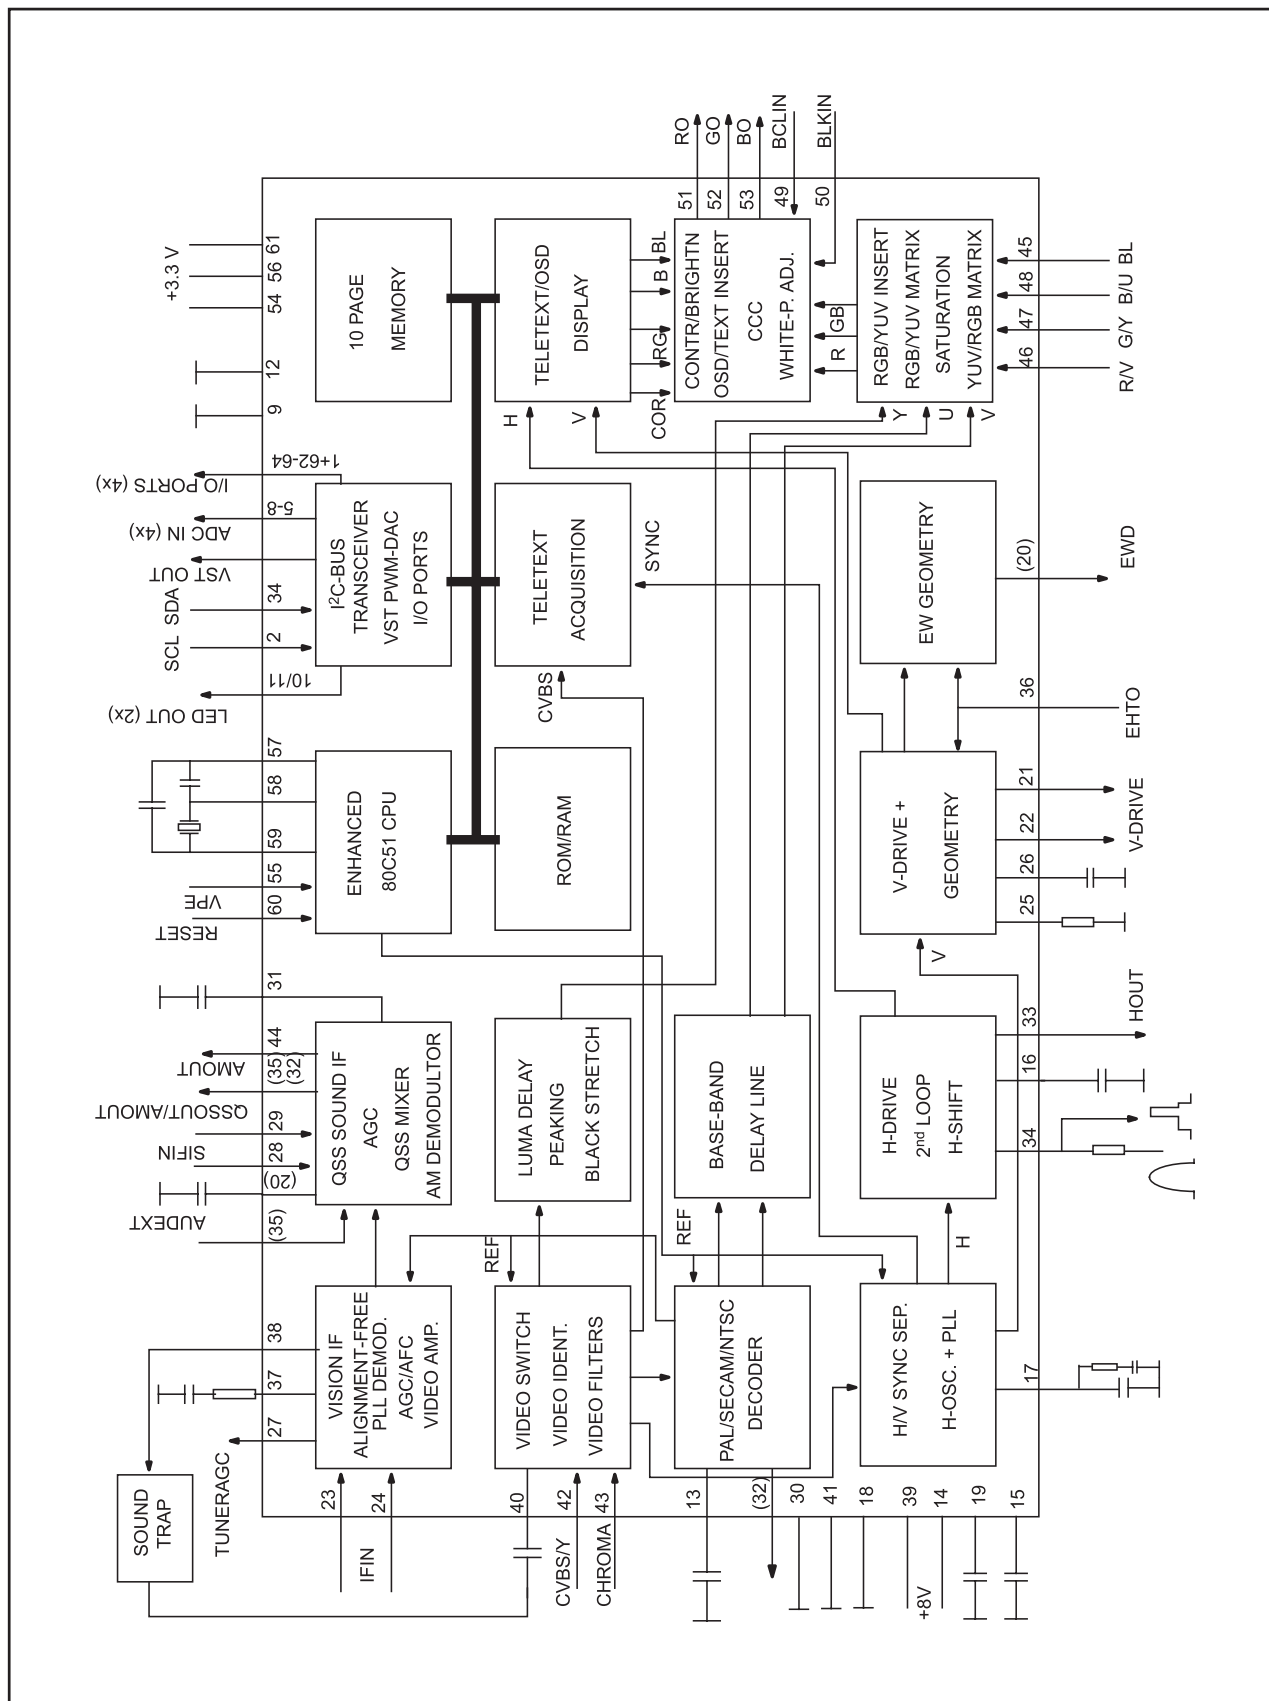 +3.3 V
54
56
61
12
9
1+62-64
I/O PORTS (4x)
5-8
ADC IN (4x)
VST OUT
34
SDA
2
SCL
10/11
LED OUT (2x)
57
58
59
55
VPE
60
RESET
31
44
AMOUT
(35)
(32)
QSSOUT/AMOUT
29
28
SIFIN
(20)
AUDEXT
(35)
38
37
27
TUNERAGC
SOUND
TRAP
10 PAGE
MEMORY
I²C-BUS
TRANSCEIVER
VST PWM-DAC
I/O PORTS
ENHANCED
80C51 CPU
QSS SOUND IF
AGC
QSS MIXER
AM DEMODULTOR
VISION IF
ALIGNMENT-FREE
PLL DEMOD.
AGC/AFC
VIDEO AMP.
23
24
IFIN
TELETEXT/OSD
DISPLAY
H
V
TELETEXT
ACQUISITION
SYNC
CVBS
ROM/RAM
LUMA DELAY
PEAKING
BLACK STRETCH
REF
VIDEO SWITCH
VIDEO IDENT.
VIDEO FILTERS
40
42
43
CVBS/Y
CHROMA
COR
RG
B
BL
CONTR/BRIGHTN
OSD/TEXT INSERT
CCC
WHITE-P. ADJ.
51
52
53
49
50
RO
GO
BO
BCLIN
BLKIN
R
GB
BASE-BAND
DELAY LINE
REF
PAL/SECAM/NTSC
DECODER
13
(32)
30
41
18
39
14
19
15
+8V
RGB/YUV INSERT
RGB/YUV MATRIX
SATURATION
YUV/RGB MATRIX
Y
U
V
46
47
48
45
R/V
G/Y
B/U
BL
EW GEOMETRY
(20)
EWD
36
EHTO
V-DRIVE +
GEOMETRY
21
22
V-DRIVE
26
25
V
H-DRIVE
2nd LOOP
H-SHIFT
33
HOUT
16
34
H
H/V SYNC SEP.
H-OSC. + PLL
17